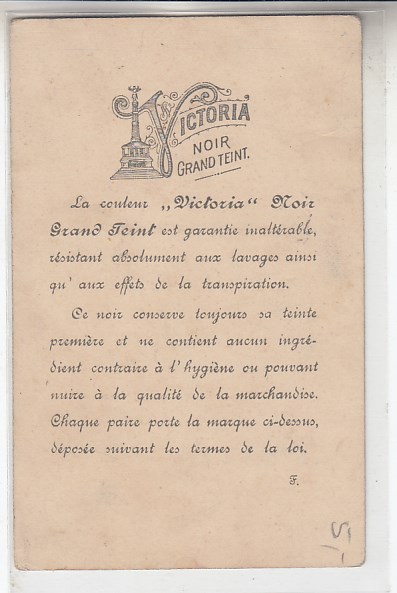 VICTORIA
NOIR
GRAND TEINT.
La couleur „Victoria“ Noir
Grand Teint est garantie inaltérable,
résistant absolument aux lavages ainsi
qu' aux effets de la transpiration.
Ce noir conserve toujours sa teinte
première et ne contient aucun ingré-
dient contraire à l'hygiène ou pouvant
nuire à la qualité de la marchandise.
Chaque paire porte la marque ci-dessus,
déposée suivant les termes de la loi.
F.